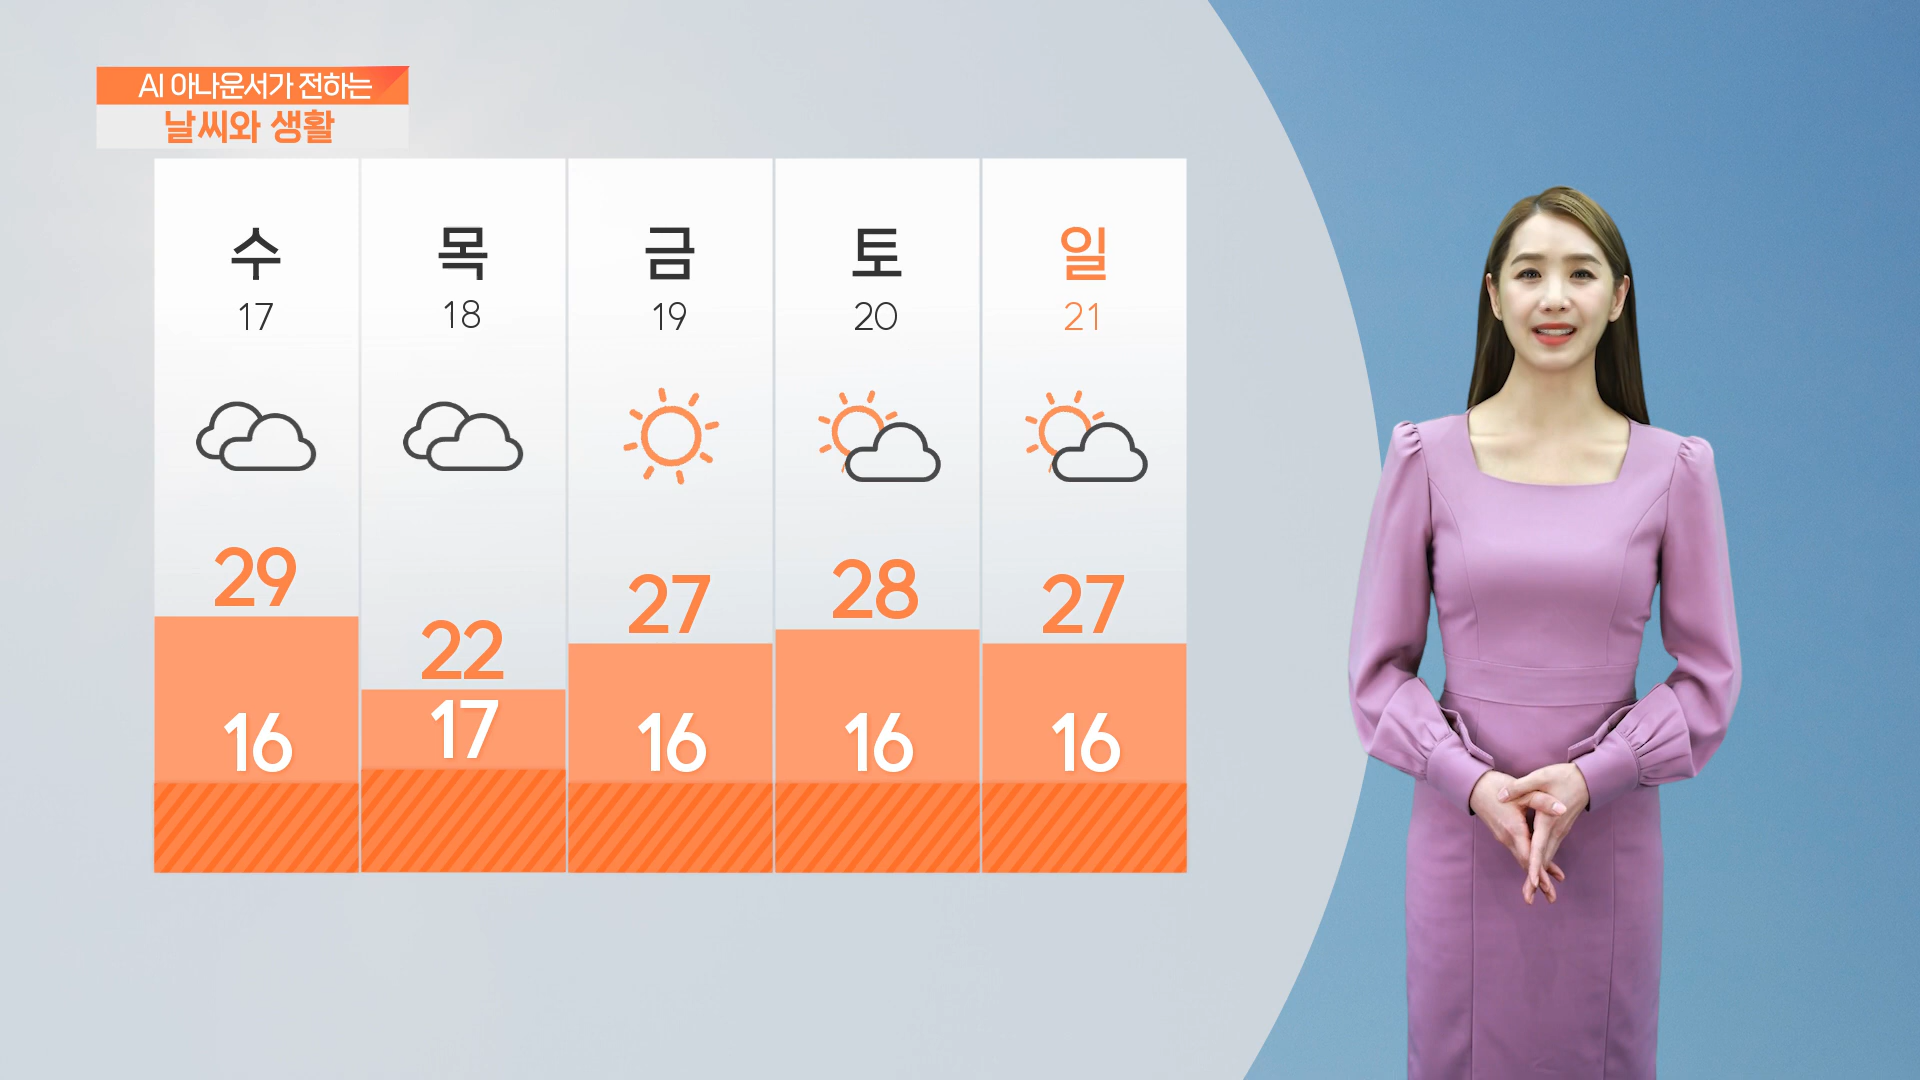 AI 아나운서가 전하는
날씨와 생활
수 목 금 토 일
17 18 19 20 21
29 22 27 28 27
16 17 16 16 16